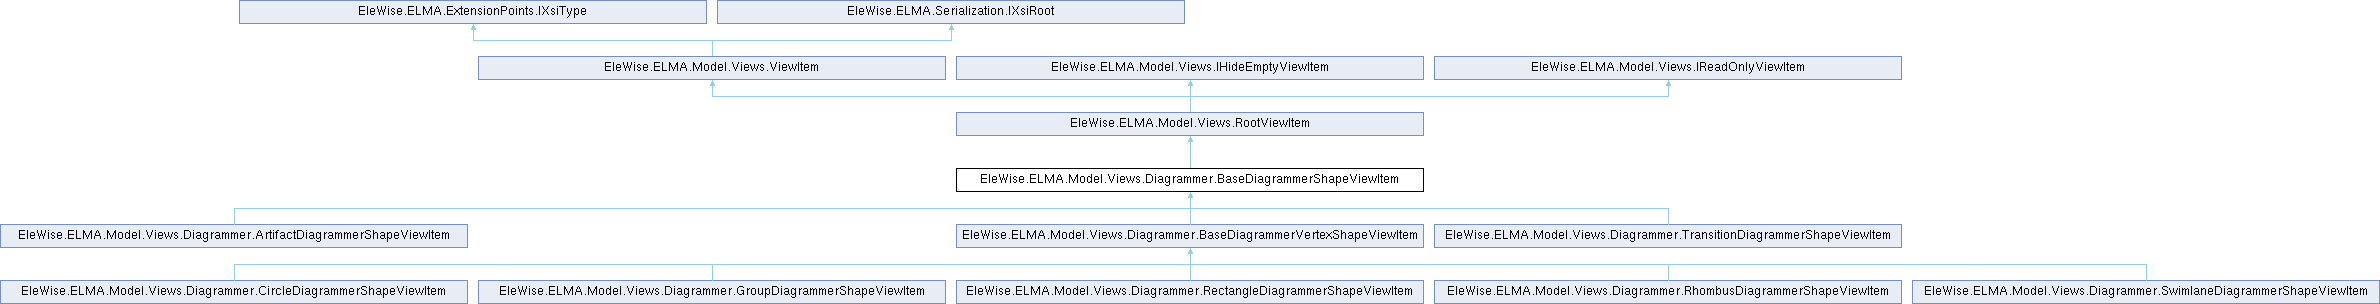 EleWise.ELMA.ExtensionPoints.IXsiType
EleWise.ELMA.Serialization.IXsiRoot
EleWise.ELMA.Model.Views.ViewItem
EleWise.ELMA.Model.Views.IHideEmptyViewItem
EleWise.ELMA.Model.Views.IReadOnlyViewItem
EleWise.ELMA.Model.Views.RootViewItem
EleWise.ELMA.Model.Views.Diagrammer.BaseDiagrammerShapeViewItem
EleWise.ELMA.Model.Views.Diagrammer.ArtifactDiagrammerShapeViewItem
EleWise.ELMA.Model.Views.Diagrammer.BaseDiagrammerVertexShapeViewItem
EleWise.ELMA.Model.Views.Diagrammer.TransitionDiagrammerShapeViewItem
EleWise.ELMA.Model.Views.Diagrammer.CircleDiagrammerShapeViewItem
EleWise.ELMA.Model.Views.Diagrammer.GroupDiagrammerShapeViewItem
EleWise.ELMA.Model.Views.Diagrammer.RectangleDiagrammerShapeViewItem
EleWise.ELMA.Model.Views.Diagrammer.RhombusDiagrammerShapeViewItem
EleWise.ELMA.Model.Views.Diagrammer.SwimlaneDiagrammerShapeViewItem